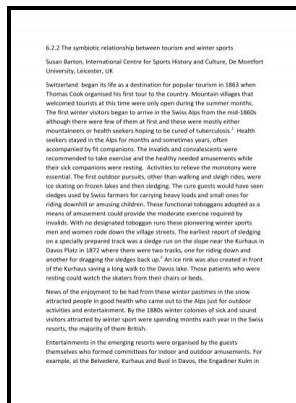 6.2.2 The symbiotic relationship between tourism and winter sports
Susan Barton, International Centre for Sports History and Culture, De Montfort
University, Leicester, UK
Switzerland began its life as a destination for popular tourism in 1863 when
Thomas Cook organised his first tour to the country. Mountain villages that
welcomed tourists at this time were only open during the summer months.
The first winter visitors began to arrive in the Swiss Alps from the mid-1860s
although there were few of them at first and these were mostly either
mountaineers or health seekers hoping to be cured of tuberculosis.¹ Health
seekers stayed in the Alps for months and sometimes years, often
accompanied by fit companions. The invalids and convalescents were
recommended to take exercise and the healthy needed amusements while
their sick companions were resting. Activities to relieve the monotony were
essential. The first outdoor pursuits, other than walking and sleigh rides, were
ice skating on frozen lakes and then sledging. The cure guests would have seen
sledges used by Swiss farmers for carrying heavy loads and small ones for
riding downhill or amusing children. These functional toboggans adopted as a
means of amusement could provide the moderate exercise required by
invalids. With no designated toboggan runs these pioneering winter sports
men and women rode down the village streets. The earliest report of sledging
on a specially prepared track was a sledge run on the slope near the Kurhaus in
Davos Platz in 1872 where there were two tracks, one for riding down and
another for dragging the sledges back up.² An ice rink was also created in front
of the Kurhaus saving a long walk to the Davos lake. Those patients who were
resting could watch the skaters from their chairs or beds.
News of the enjoyment to be had from these winter pastimes in the snow
attracted people in good health who came out to the Alps just for outdoor
activities and entertainment. By the 1880s winter colonies of sick and sound
visitors attracted by winter sport were spending months each year in the Swiss
resorts, the majority of them British.
Entertainments in the emerging resorts were organised by the guests
themselves who formed committees for indoor and outdoor amusements. For
example, at the Belvedere, Kurhaus and Buol in Davos, the Engadiner Kulm in